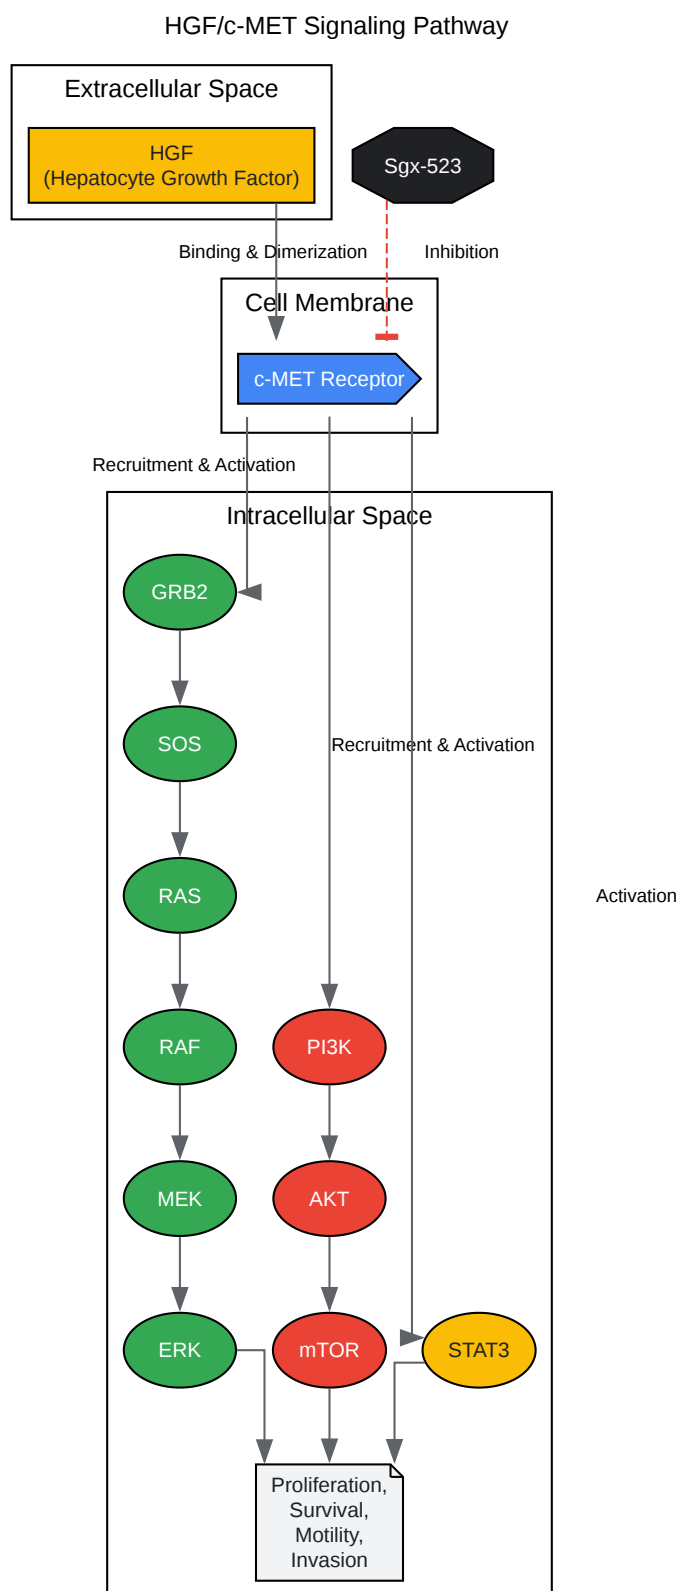 HGF/c-MET Signaling Pathway
Extracellular Space
HGF
(Hepatocyte Growth Factor)
Sgx-523
Binding & Dimerization
Inhibition
Cell Membrane
c-MET Receptor
Recruitment & Activation
Intracellular Space
GRB2
SOS
Recruitment & Activation
RAS
Activation
RAF
PI3K
MEK
AKT
ERK
mTOR
STAT3
Proliferation,
Survival,
Motility,
Invasion